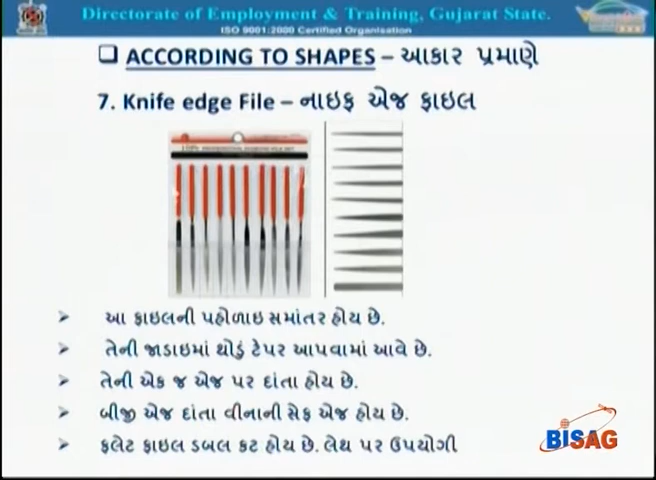 Directorate of Employment & Training, Gujarat State.
ISO 9001:2000 Certified Organisation
ACCORDING TO SHAPES – આકાર પ્રમાણે
7. Knife edge File – નાઇફ એજ ફાઇલ
આ ફાઇલની પહોળાઇ સમાંતર હોય છે.
તેની જાડાઇમાં થોડું ટેપર આપવામાં આવે છે.
તેની એક જ એજ પર દાંતા હોય છે.
બીજી એજ દાંતા વીનાની સેફ એજ હોય છે.
ફલેટ ફાઇલ ડબલ કટ હોય છે. લેથ પર ઉપયોગી
BISAG